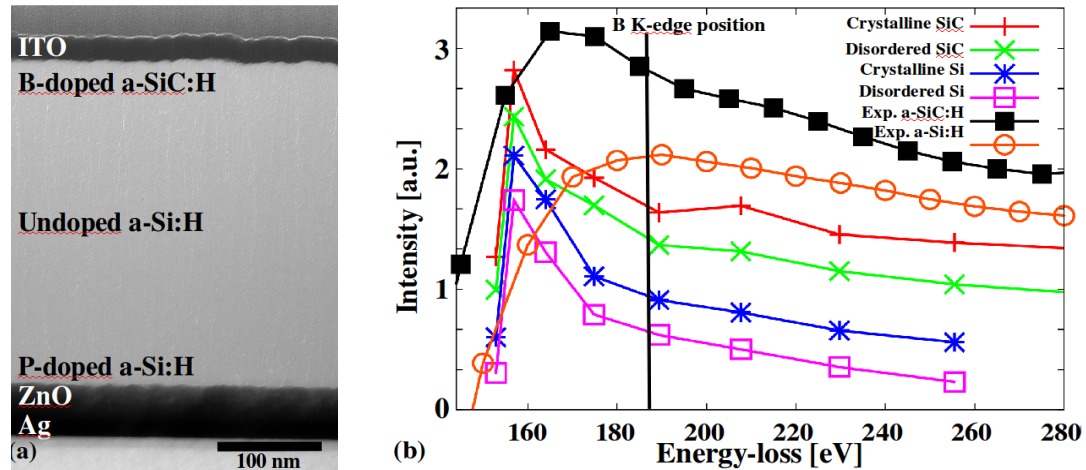 ITO
B-doped a-SiC:H
Undoped a-Si:H
P-doped a-Si:H
ZnO
Ag
(a)
100 nm
B K-edge position
Crystalline SiC
Disordered SiC
Crystalline Si
Disordered Si
Exp. a-SiC:H
Exp. a-Si:H
Intensity [a.u.]
3
2
1
0
160
180
200
220
240
260
280
(b)
Energy-loss [eV]